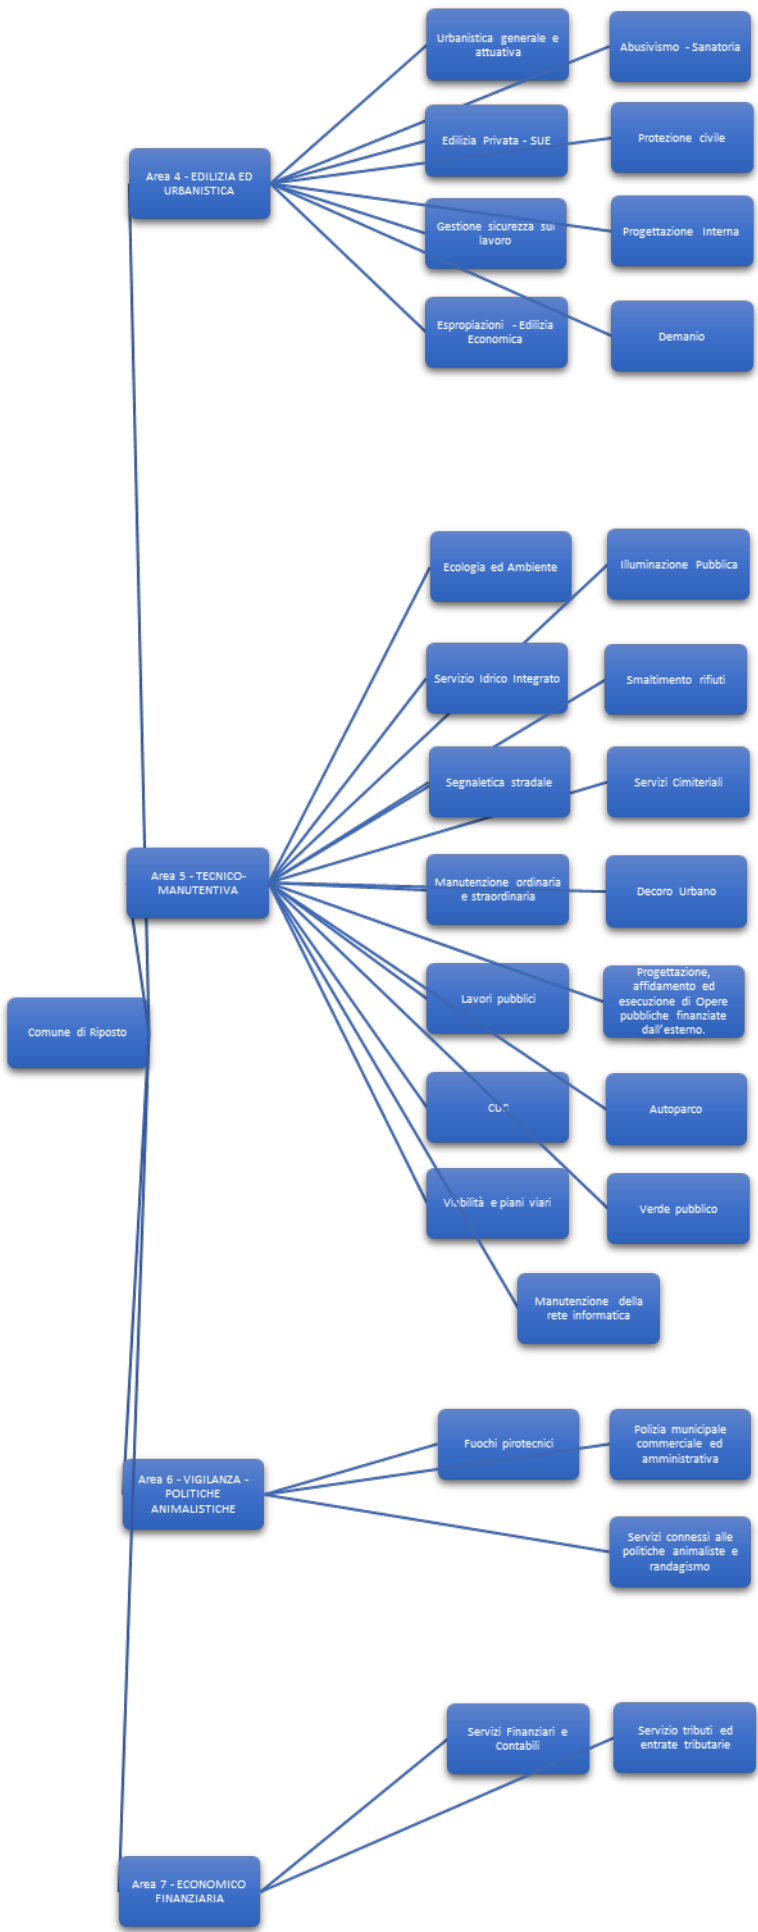 Urbanistica generale e
attuativa
Abusivismo - Sanatoria
Edilizia Privata - SUE
Protezione civile
Area 4 - EDILIZIA ED
URBANISTICA
Gestione sicurezza sul
lavoro
Progettazione Interna
Espropiazioni - Edilizia
Economica
Demanio
Ecologia ed Ambiente
Illuminazione Pubblica
Servizio Idrico Integrato
Smaltimento rifiuti
Segnaletica stradale
Servizi Cimiteriali
Area 5 - TECNICO-
MANUTENTIVA
Manutenzione ordinaria
e straordinaria
Decoro Urbano
Lavori pubblici
Progettazione,
affidamento ed
esecuzione di Opere
pubbliche finanziate
dall'esterno.
Comune di Riposto
Autoparco
Viabilità e piani viari
Verde pubblico
Manutenzione della
rete informatica
Fuochi pirotecnici
Polizia municipale
commerciale ed
amministrativa
Area 6 - VIGILANZA -
POLITICHE
ANIMALISTICHE
Servizi connessi alle
politiche animaliste e
randagismo
Servizi Finanziari e
Contabili
Servizio tributi ed
entrate tributarie
Area 7 - ECONOMICO
FINANZIARIA